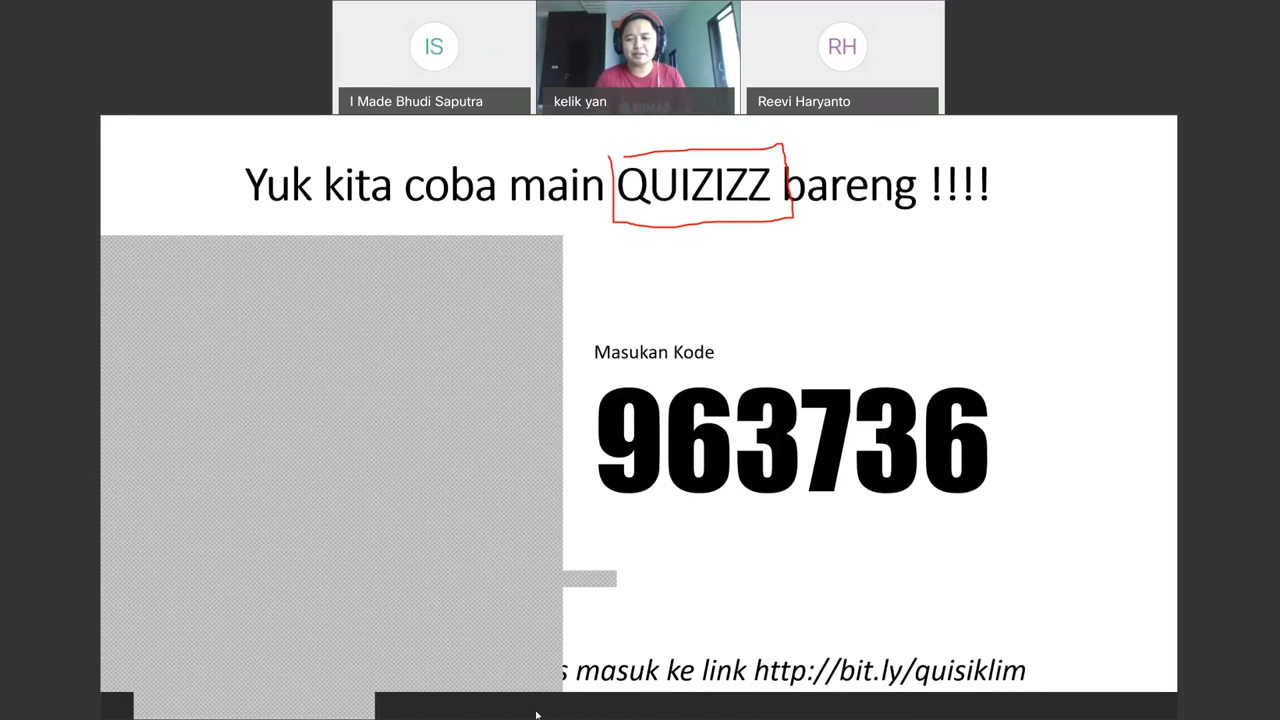 IS
RH
I Made Bhudi Saputra
kelik yan
Reevi Haryanto
Yuk kita coba main QUIZIZZ bareng !!!!
Masukan Kode
963736
masuk ke link http://bit.ly/quisiklim